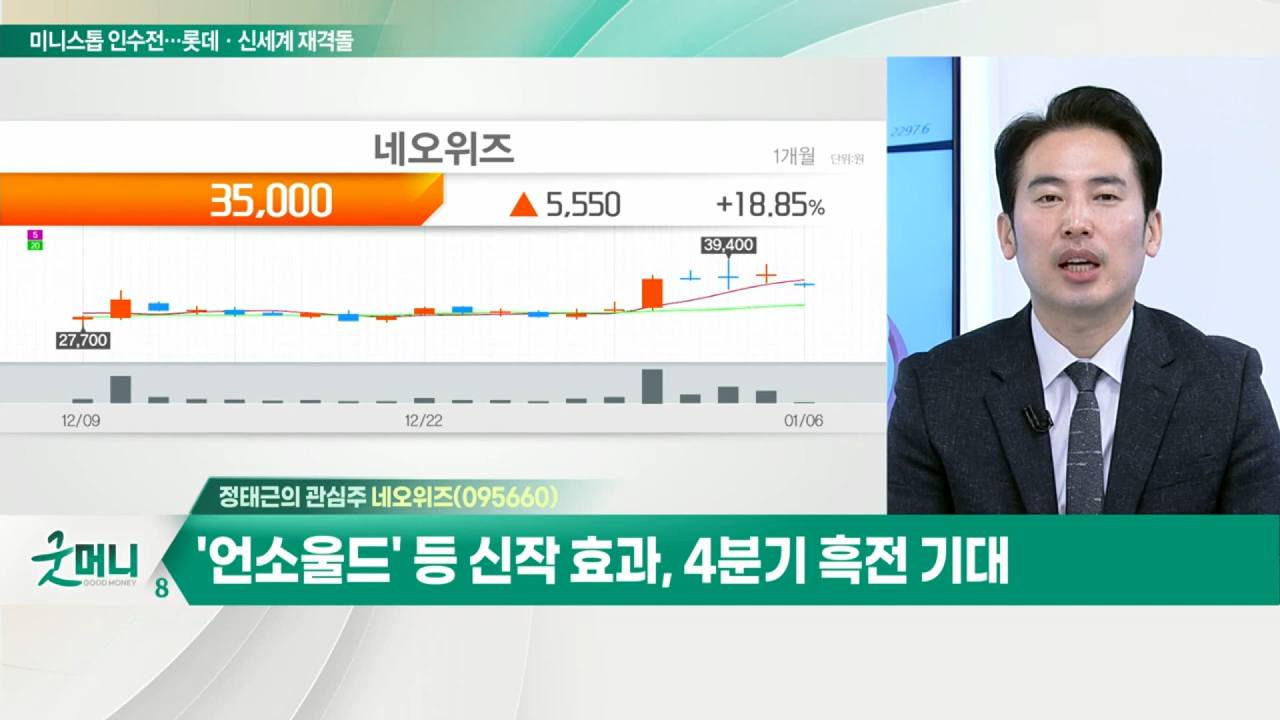 미니스톱 인수전…롯데 · 신세계 재격돌
2297.6
네오위즈
1개월 단위:원
35,000 ▲ 5,550 +18.85%
5
20
39,400
27,700
12/09 12/22 01/06
정태근의 관심주 네오위즈(095660)
굿머니
GOOD MONEY
8
'언소울드' 등 신작 효과, 4분기 흑전 기대